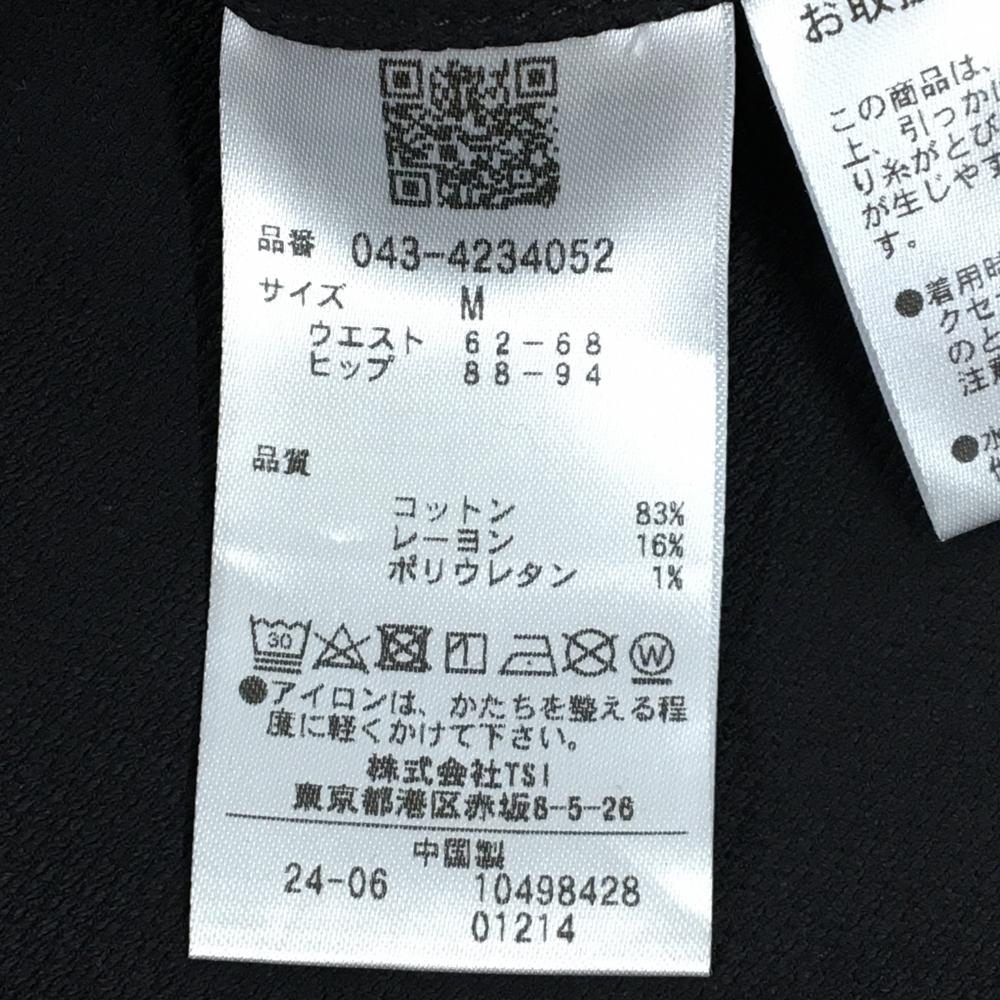 品番 043-4234052
サイズ M
ウエスト 62-68
ヒップ 88-94
品質
コットン 83%
レーヨン 16%
ポリウレタン 1%
30
W
●アイロンは、かたちを整える程
度に軽くかけて下さい。
株式会社TSI
東京都港区赤坂8-5-26
中国製
24-06 10498428
01214
お取扱
この商品は、
上、引っか
り糸がとび
が生じやす
す。
●着用時
クセ
のと
注意
●水